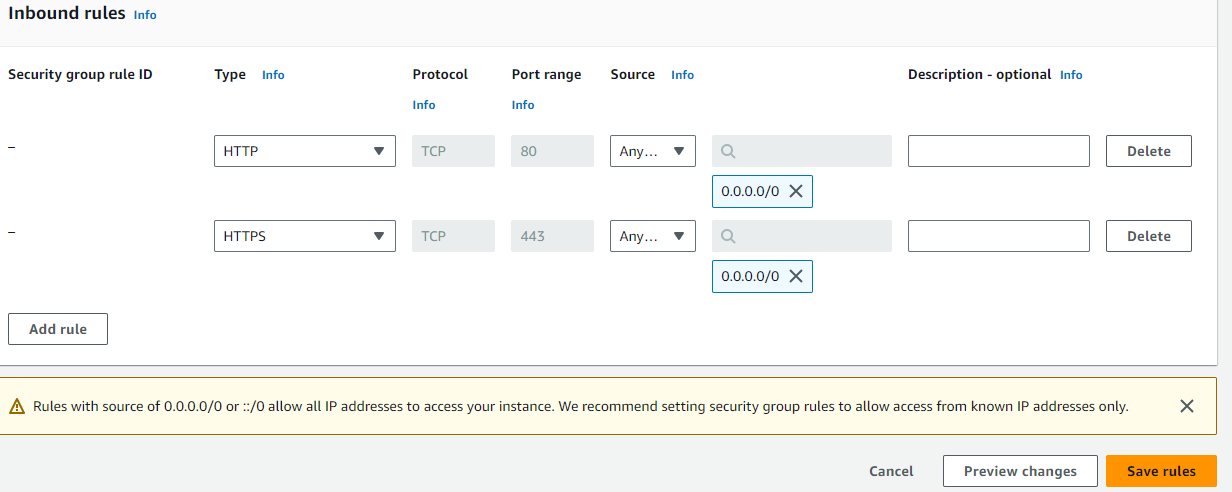 Inbound rules Info
Security group rule ID Type Info Protocol Info Port range Info Source Info Description - optional Info
– HTTP TCP 80 Any... 0.0.0.0/0 Delete
– HTTPS TCP 443 Any... 0.0.0.0/0 Delete
Add rule
Rules with source of 0.0.0.0/0 or ::/0 allow all IP addresses to access your instance. We recommend setting security group rules to allow access from known IP addresses only.
Cancel Preview changes Save rules